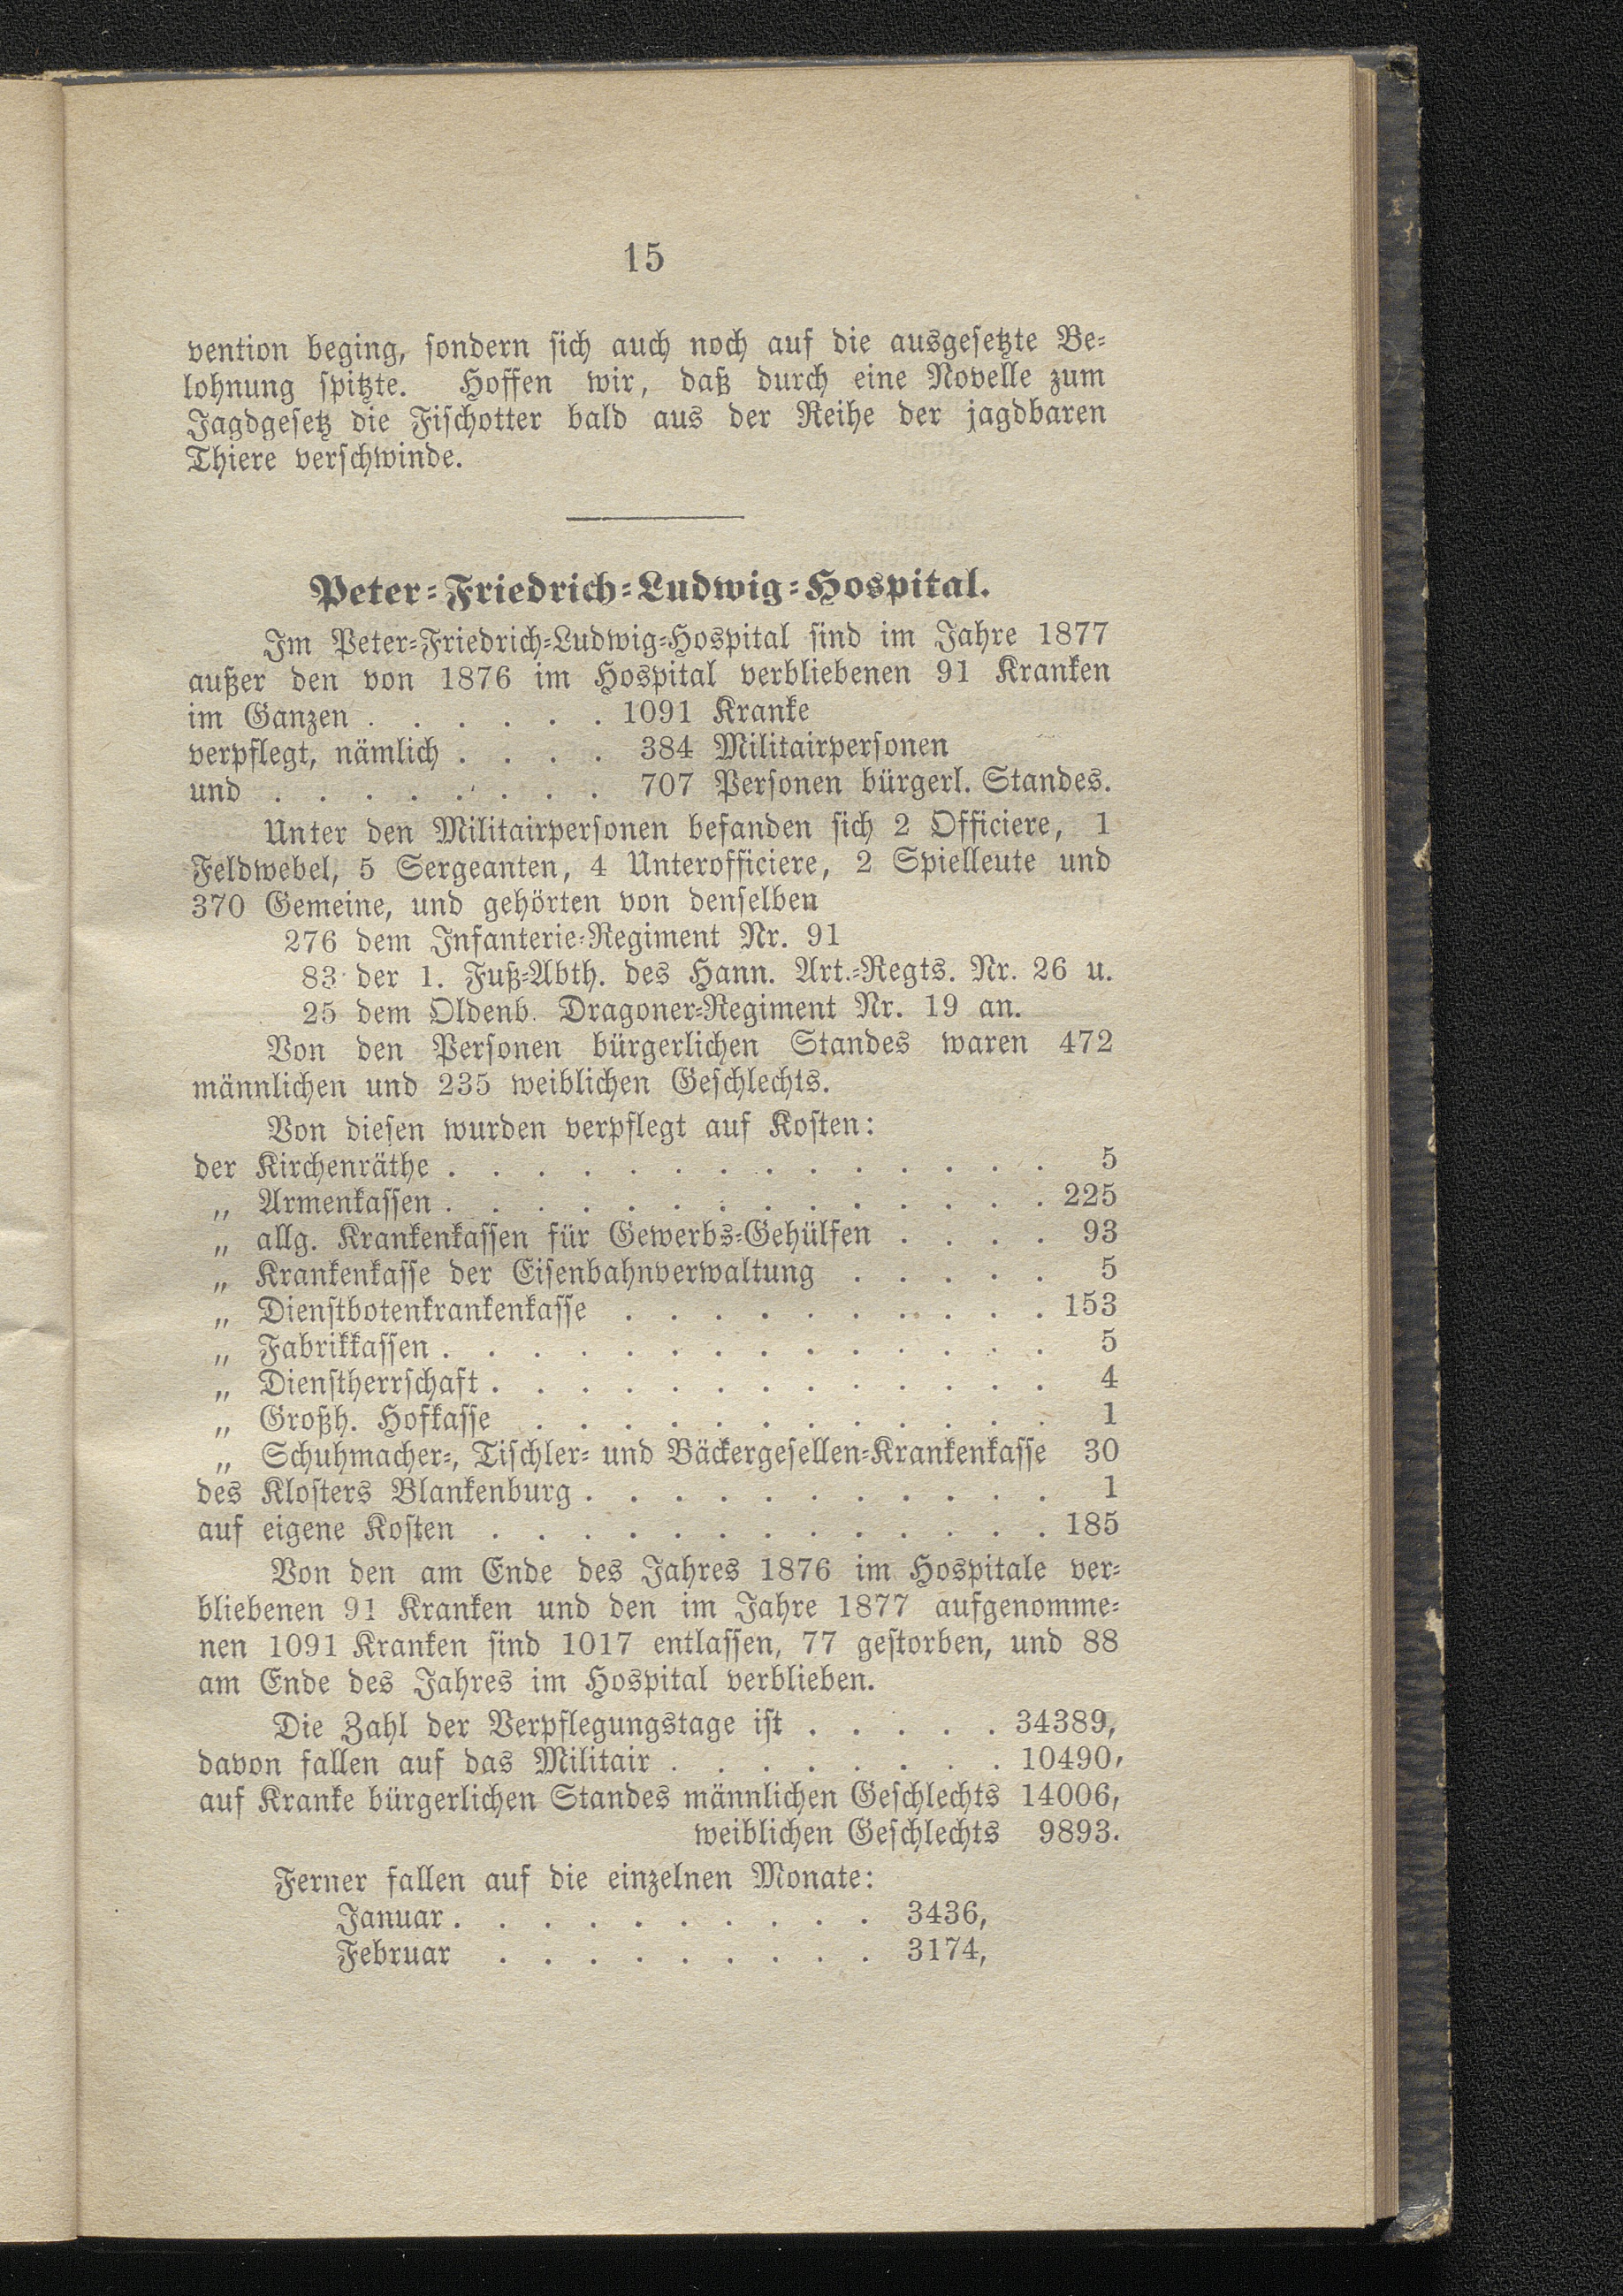 15
vention beging, sondern sich auch noch auf die ausgesetzte Be-
lohnung spitzte. Hoffen wir, daß durch eine Novelle zum
Jagdgesetz die Fischotter bald aus der Reihe der jagdbaren
Thiere verschwinde.
Peter-Friedrich-Ludwig-Hospital.
Im Peter-Friedrich-Ludwig-Hospital sind im Jahre 1877
außer den von 1876 im Hospital verbliebenen 91 Kranken
im Ganzen . . . . . . 1091 Kranke
verpflegt, nämlich . . . . 384 Militairpersonen
und . . . . . . . . 707 Personen bürgerl. Standes.
Unter den Militairpersonen befanden sich 2 Officiere, 1
Feldwebel, 5 Sergeanten, 4 Unterofficiere, 2 Spielleute und
370 Gemeine, und gehörten von denselben
276 dem Infanterie-Regiment Nr. 91
83 der 1. Fuß-Abth. des Hann. Art.-Regts. Nr. 26 u.
25 dem Oldenb. Dragoner-Regiment Nr. 19 an.
Von den Personen bürgerlichen Standes waren 472
männlichen und 235 weiblichen Geschlechts.
Von diesen wurden verpflegt auf Kosten:
der Kirchenräthe . . . . . . . . . . . . . . 5
„ Armenkassen . . . . . . . . . . . . . . 225
„ allg. Krankenkassen für Gewerbs-Gehülfen . . . . 93
„ Krankenkasse der Eisenbahnverwaltung . . . . . 5
„ Dienstbotenkrankenkasse . . . . . . . . . . 153
„ Fabrikkassen . . . . . . . . . . . . . . 5
„ Dienstherrschaft . . . . . . . . . . . . . 4
„ Großh. Hofkasse . . . . . . . . . . . . 1
„ Schuhmacher-, Tischler- und Bäckergesellen-Krankenkasse 30
des Klosters Blankenburg . . . . . . . . . . . 1
auf eigene Kosten . . . . . . . . . . . . . 185
Von den am Ende des Jahres 1876 im Hospitale ver-
bliebenen 91 Kranken und den im Jahre 1877 aufgenomme-
nen 1091 Kranken sind 1017 entlassen, 77 gestorben, und 88
am Ende des Jahres im Hospital verblieben.
Die Zahl der Verpflegungstage ist . . . . . 34389,
davon fallen auf das Militair . . . . . . . . 10490,
auf Kranke bürgerlichen Standes männlichen Geschlechts 14006,
weiblichen Geschlechts 9893.
Ferner fallen auf die einzelnen Monate:
Januar . . . . . . . . . . 3436,
Februar . . . . . . . . . 3174,